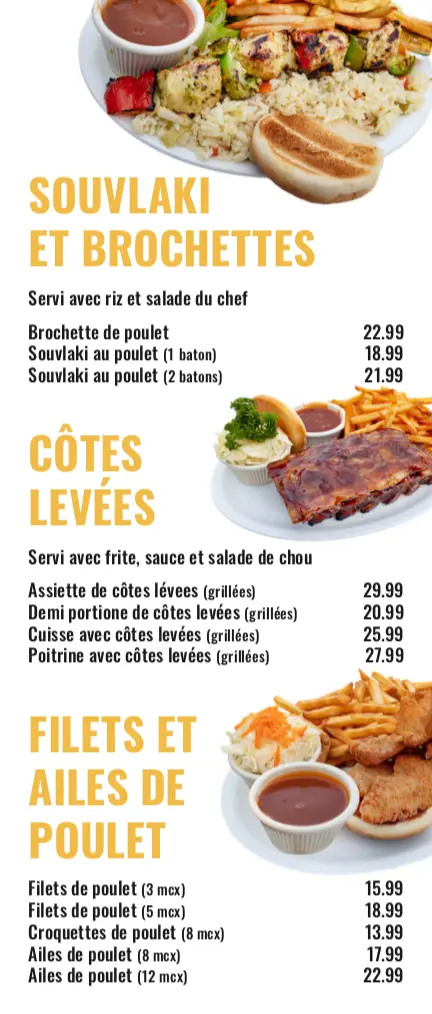 SOUVLAKI
ET BROCHETTES
Servi avec riz et salade du chef
Brochette de poulet 22.99
Souvlaki au poulet (1 baton) 18.99
Souvlaki au poulet (2 batons) 21.99
CÔTES
LEVÉES
Servi avec frite, sauce et salade de chou
Assiette de côtes lévees (grillées) 29.99
Demi portione de côtes levées (grillées) 20.99
Cuisse avec côtes levées (grillées) 25.99
Poitrine avec côtes levées (grillées) 27.99
FILETS ET
AILES DE
POULET
Filets de poulet (3 mcx) 15.99
Filets de poulet (5 mcx) 18.99
Croquettes de poulet (8 mcx) 13.99
Ailes de poulet (8 mcx) 17.99
Ailes de poulet (12 mcx) 22.99